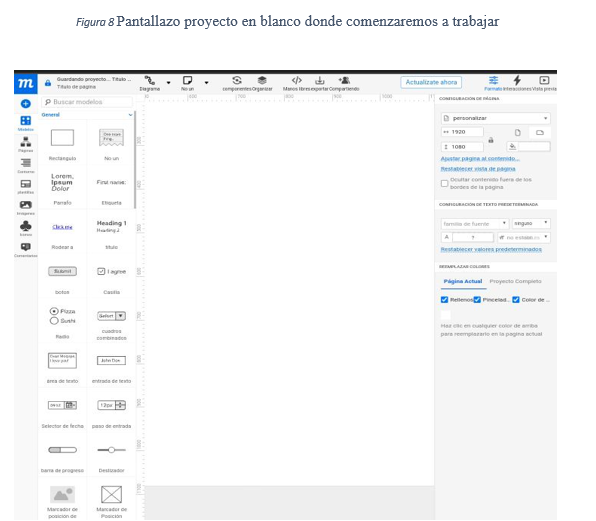 Figura 8 Pantallazo proyecto en blanco donde comenzaremos a trabajar
m
Guardando proyecto... Título ...
Título de página
Diagrama
No un
componentes
Organizar
Manos libres
exportar
Compartiendo
Actualízate ahora
Formato
Interacciones
Vista previa
Buscar modelos
General
Modelos
Páginas
Contorno
plantillas
Imágenes
Iconos
Comentarios
Rectángulo
No un
Lorem,
Ipsum
Dolor
First name:
Párrafo
Etiqueta
Click me
Heading 1
Heading 2
Rodear a
título
Submit
I agree
botón
Casilla
Pizza
Sushi
Select
Radio
cuadros
combinados
John Doe
área de texto
entrada de texto
12px
Selector de fecha
paso de entrada
barra de progreso
Deslizador
Marcador de
posición de
Marcador de
Posición
CONFIGURACIÓN DE PÁGINA
personalizar
1920
1080
Ajustar página al contenido...
Restablecer vista de página
Ocultar contenido fuera de los
bordes de la página
CONFIGURACIÓN DE TEXTO PREDETERMINADA
familia de fuente
ninguno
Restablecer valores predeterminados
REEMPLAZAR COLORES
Página Actual
Proyecto Completo
Rellenos
Pincelad...
Color de ...
Haz clic en cualquier color de arriba
para reemplazarlo en la página actual